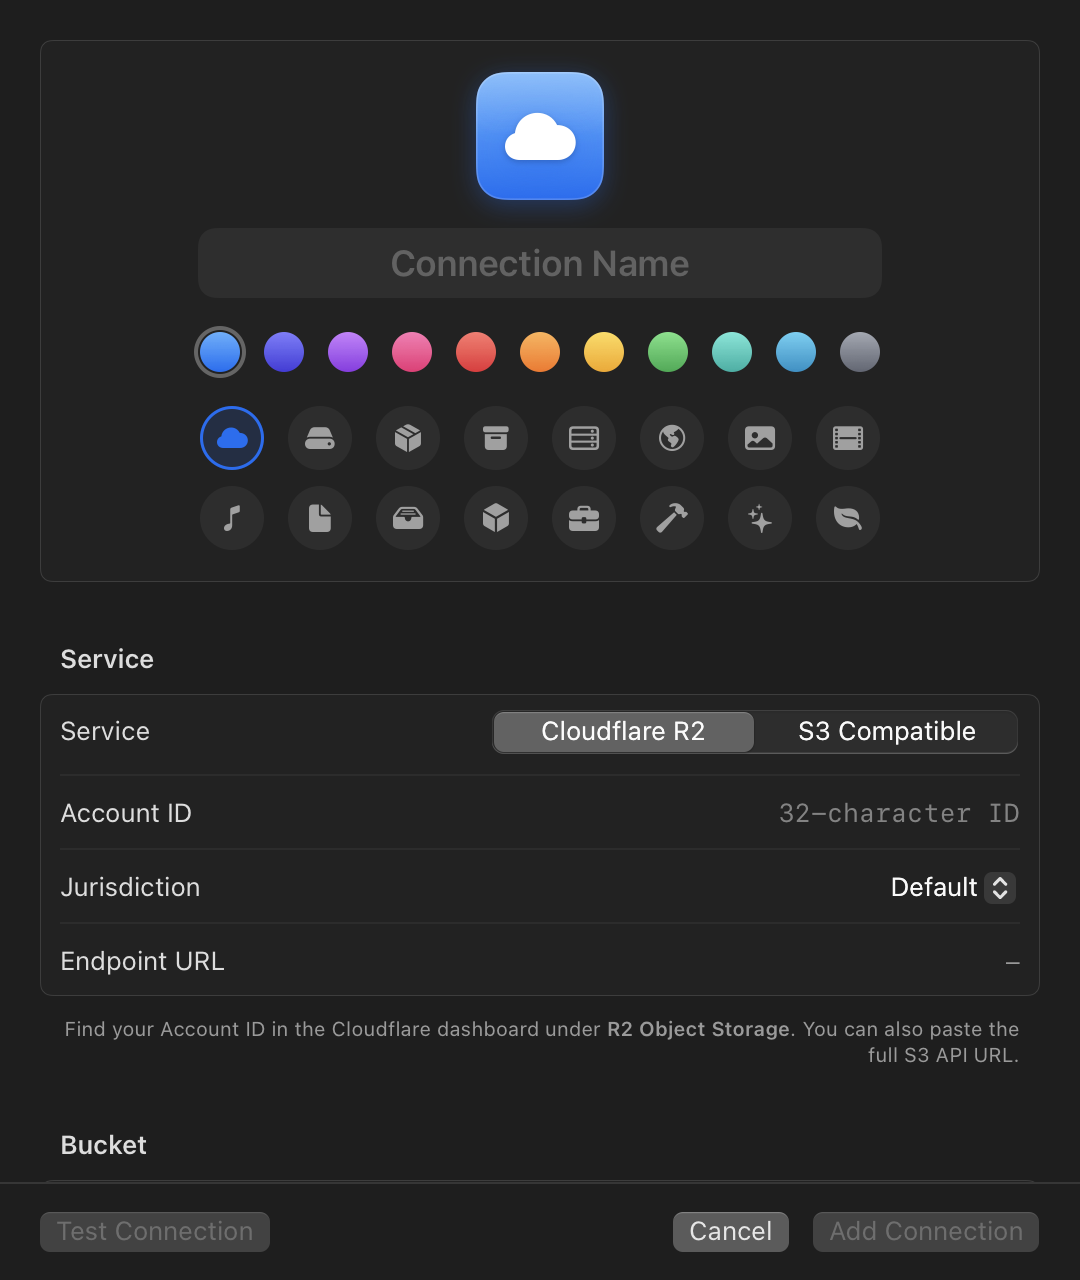 Connection Name
Service
Service
Cloudflare R2
S3 Compatible
Account ID
32-character ID
Jurisdiction
Default
Endpoint URL
–
Find your Account ID in the Cloudflare dashboard under R2 Object Storage. You can also paste the
full S3 API URL.
Bucket
Test Connection
Cancel
Add Connection